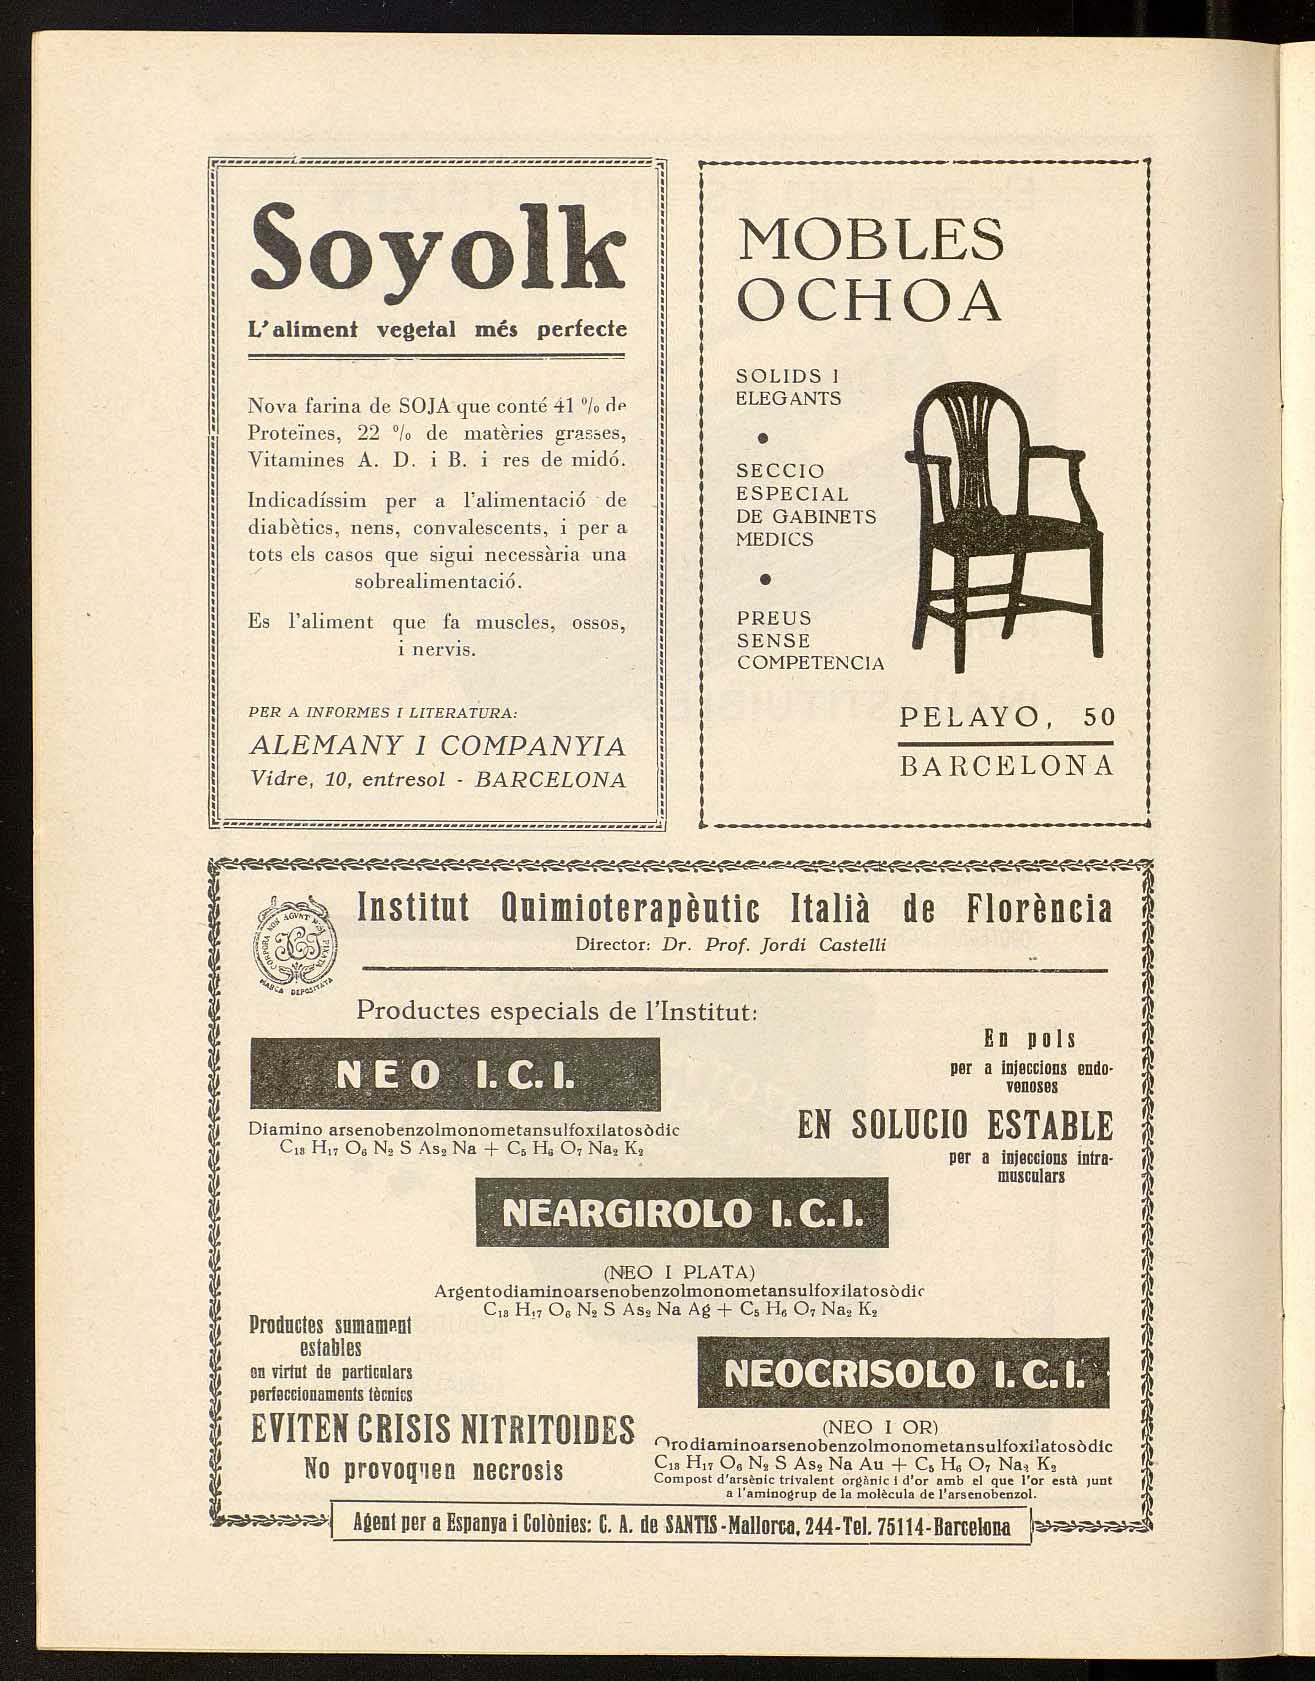 Soyolk
L'aliment vegetal més perfecte
Nova farina de SOJA que conté 41 % de
Proteïnes, 22 % de matèries grasses,
Vitamines A. D. i B. i res de midó.
Indicadíssim per a l'alimentació de
diabètics, nens, convalescents, i per a
tots els casos que sigui necessària una
sobrealimentació.
Es l'aliment que fa muscles, ossos,
i nervis.
PER A INFORMES I LITERATURA:
ALEMANY I COMPANYIA
Vidre, 10, entresol - BARCELONA
MOBLES
OCHOA
SOLIDS I
ELEGANTS
SECCIO
ESPECIAL
DE GABINETS
MEDICS
PREUS
SENSE
COMPETENCIA
PELAYO, 50
BARCELONA
Institut Quimioterapèutic Italià de Florència
Director: Dr. Prof. Jordi Castelli
CORPORA NON AGUNT NISI FIXATA
MARCA DEPOSITATA
Productes especials de l'Institut:
NEO I.C.I.
Diamino arsenobenzolmonometansulfoxilatosòdic
C₁₈ H₁₇ O₆ N₂ S As₂ Na + C₅ H₆ O₇ Na₂ K₂
En pols
per a injeccions endo-
venoses
EN SOLUCIO ESTABLE
per a injeccions intra-
musculars
NEARGIROLO I.C.I.
(NEO I PLATA)
Argentodiaminoarsenobenzolmonometansulfoxilatosòdic
C₁₈ H₁₇ O₆ N₂ S As₂ Na Ag + C₅ H₆ O₇ Na₂ K₂
Productes sumament
estables
en virtut de particulars
perfeccionaments tècnics
EVITEN CRISIS NITRITOIDES
No provoquen necrosis
NEOCRISOLO I.C.I.
(NEO I OR)
Orodiaminoarsenobenzolmonometansulfoxilatosòdic
C₁₈ H₁₇ O₆ N₂ S As₂ Na Au + C₅ H₆ O₇ Na₂ K₂
Compost d'arsènic trivalent orgànic i d'or amb el que l'or està junt
a l'aminogrup de la molècula de l'arsenobenzol.
Agent per a Espanya i Colònies: C. A. de SANTIS - Mallorca, 244 - Tel. 75114 - Barcelona